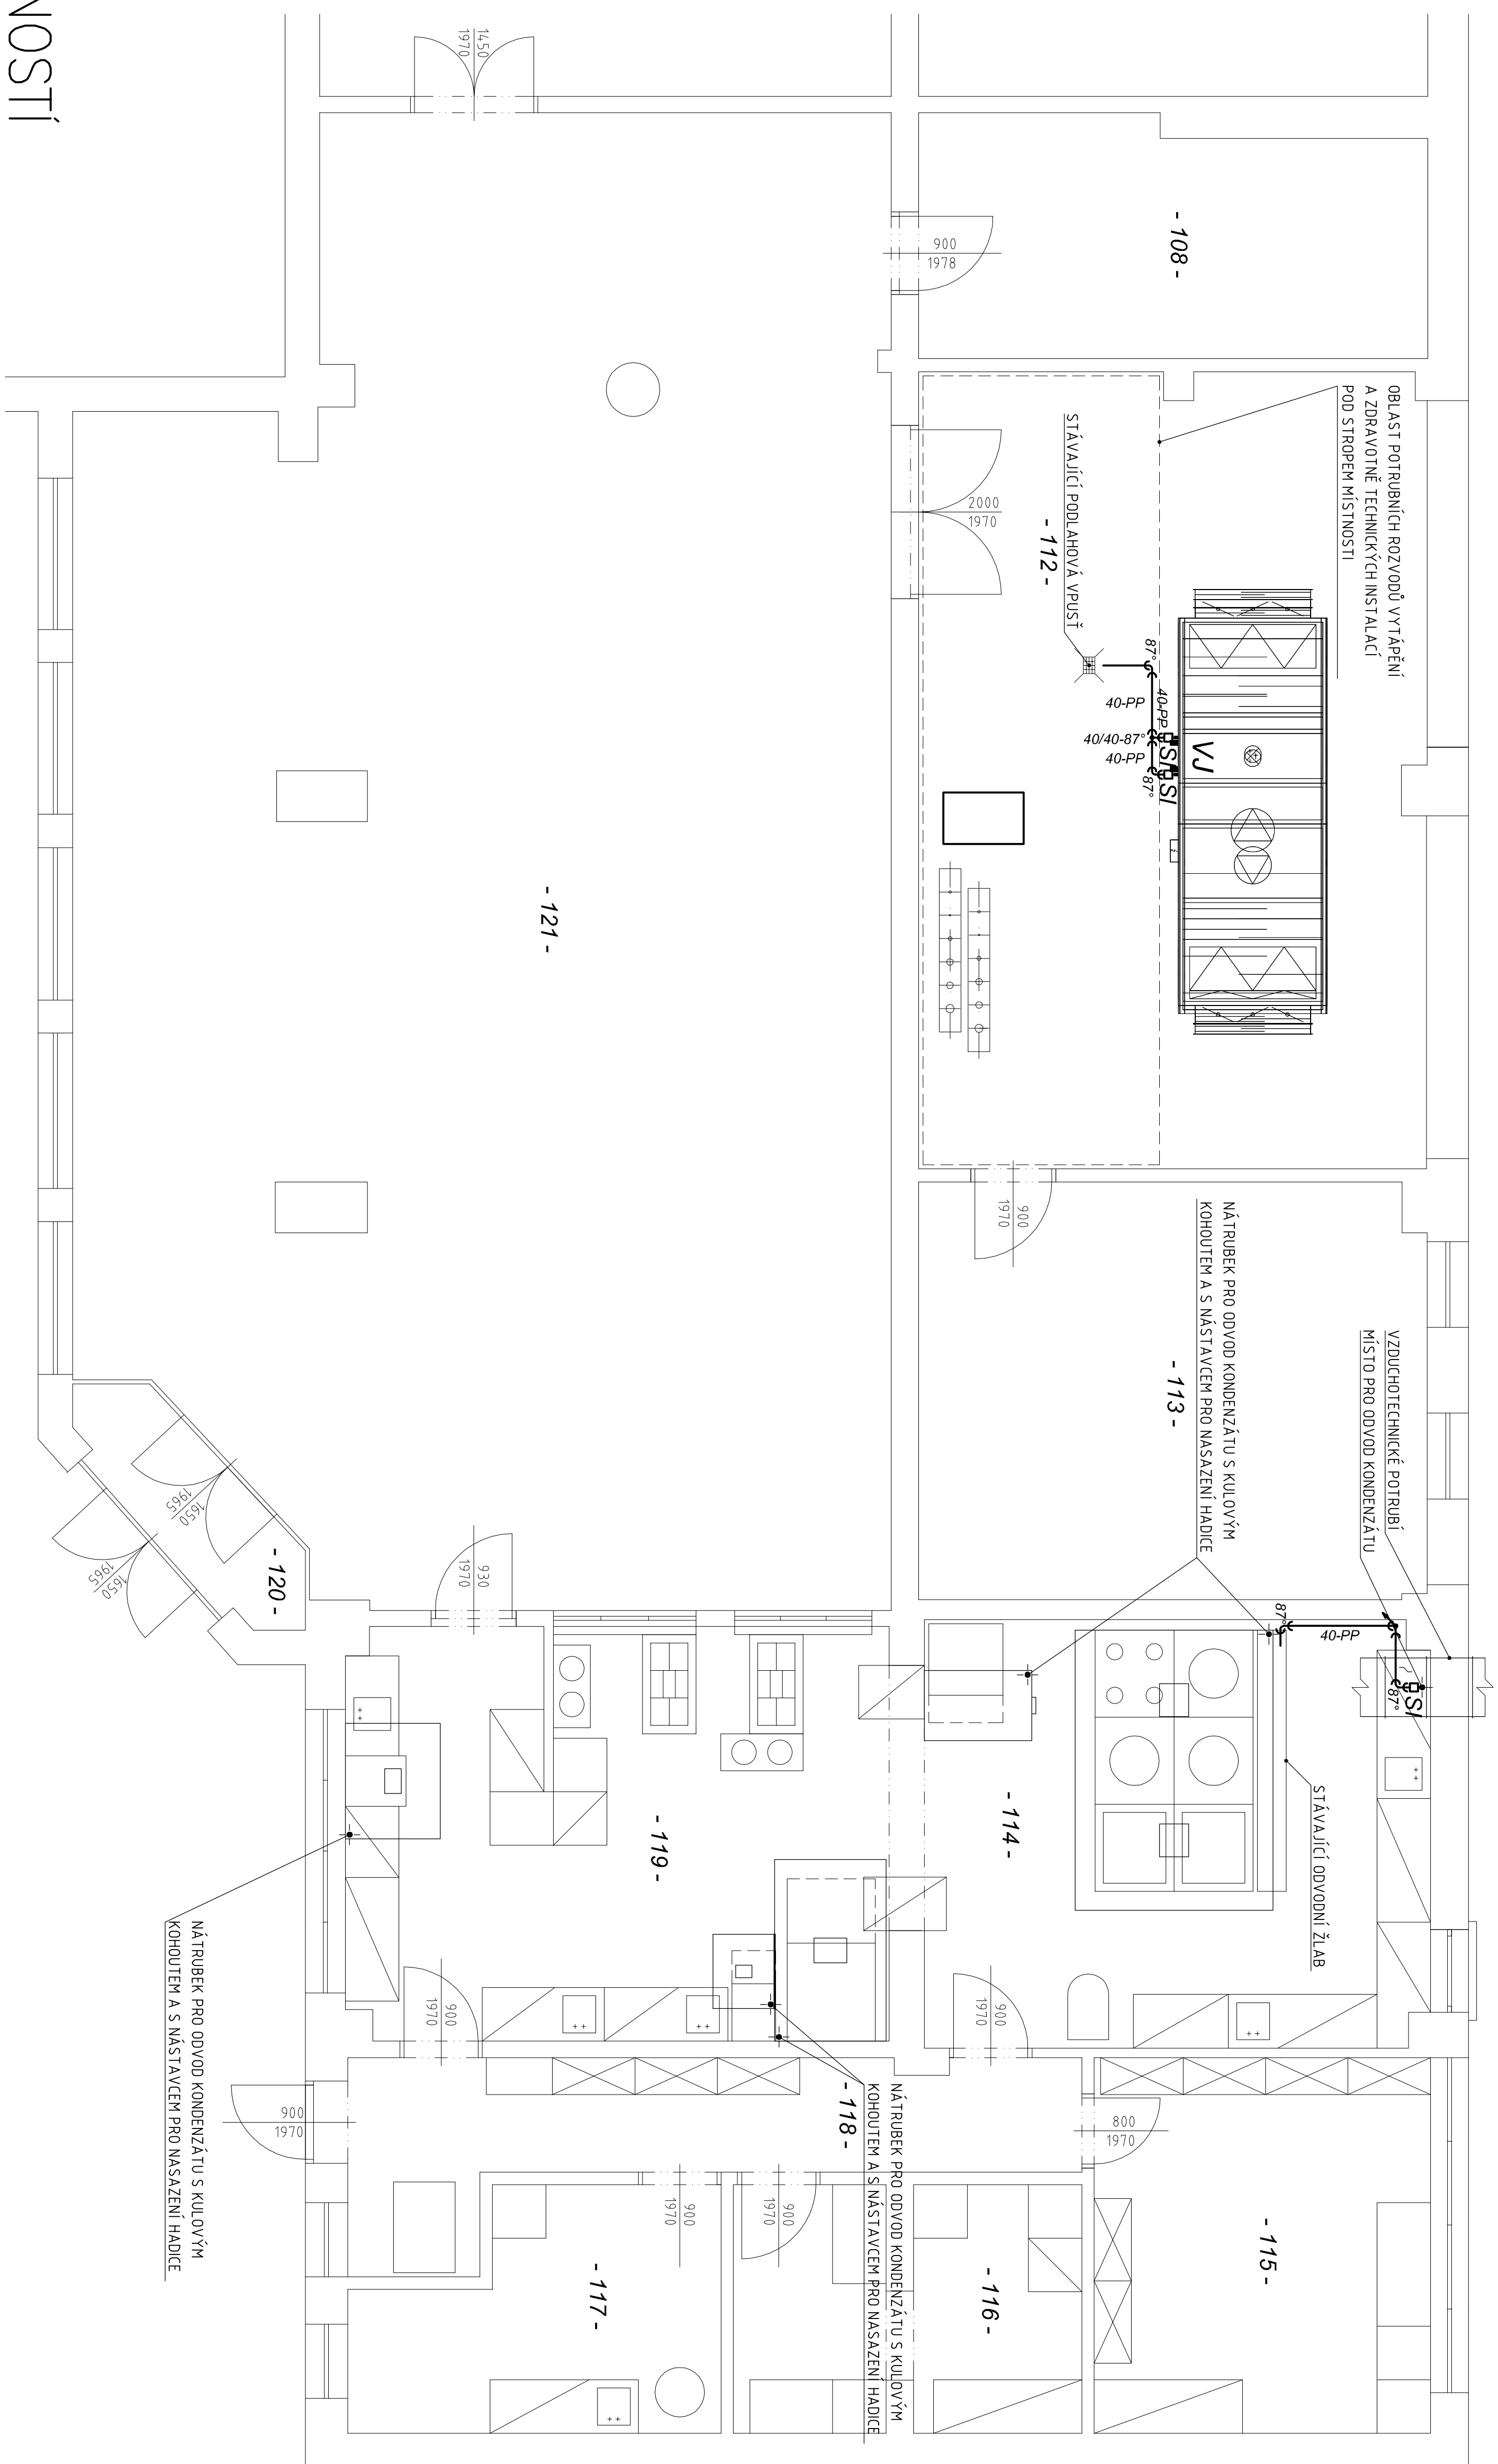 NOSTÍ
1450
1970
- 108 -
900
1978
OBLAST POTRUBNÍCH ROZVODŮ VYTÁPĚNÍ
A ZDRAVOTNĚ TECHNICKÝCH INSTALACÍ
POD STROPEM MÍSTNOSTI
STÁVAJÍCÍ PODLAHOVÁ VPUSŤ
- 112 -
2000
1970
87°
40-PP
40-PP
40/40-87°
40-PP
87°
SI
SI
VJ
- 121 -
900
1970
NÁTRUBEK PRO ODVOD KONDENZÁTU S KULOVÝM
KOHOUTEM A S NÁSTAVCEM PRO NASAZENÍ HADICE
- 113 -
VZDUCHOTECHNICKÉ POTRUBÍ
MÍSTO PRO ODVOD KONDENZÁTU
87°
40-PP
87°
SI
STÁVAJÍCÍ ODVODNÍ ŽLAB
- 114 -
1650
1965
1650
1965
- 120 -
930
1970
- 119 -
900
1970
900
1970
NÁTRUBEK PRO ODVOD KONDENZÁTU S KULOVÝM
KOHOUTEM A S NÁSTAVCEM PRO NASAZENÍ HADICE
NÁTRUBEK PRO ODVOD KONDENZÁTU S KULOVÝM
KOHOUTEM A S NÁSTAVCEM PRO NASAZENÍ HADICE
- 118 -
800
1970
900
1970
900
1970
900
1970
- 115 -
- 116 -
- 117 -